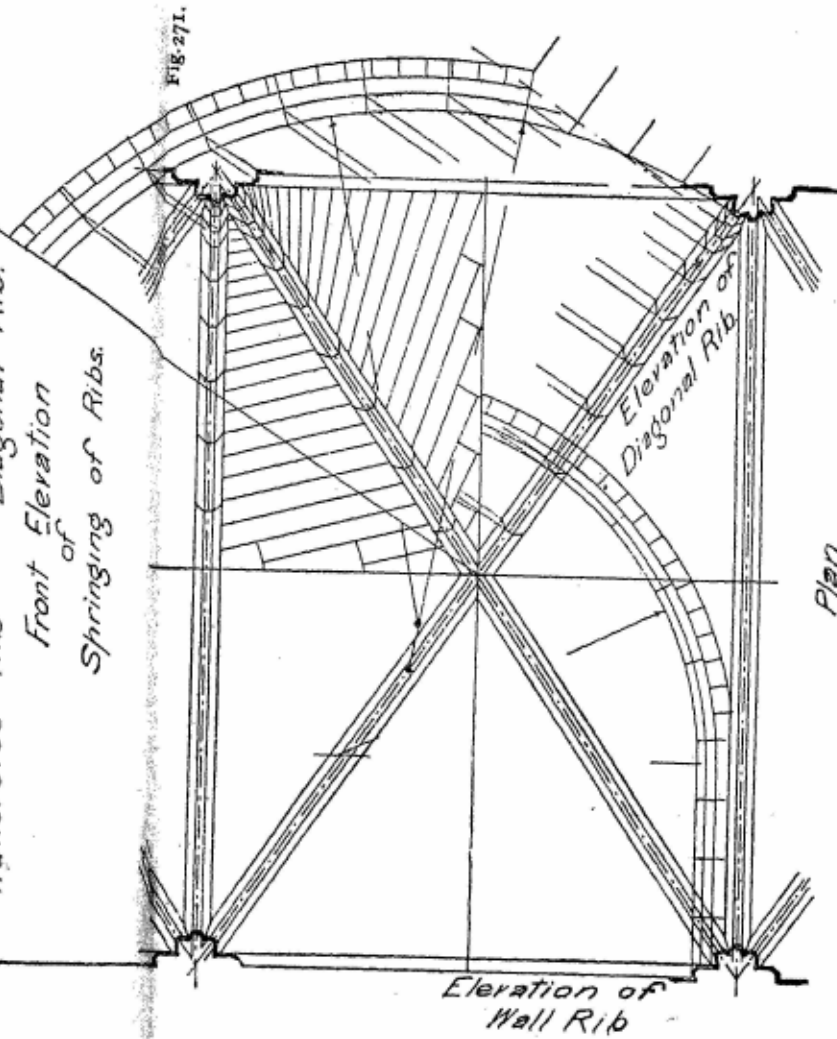 Fig. 271.
Diagonal Rib.
Front Elevation
of
Springing of Ribs.
Elevation of
Diagonal Rib
Plan
Elevation of
Wall Rib